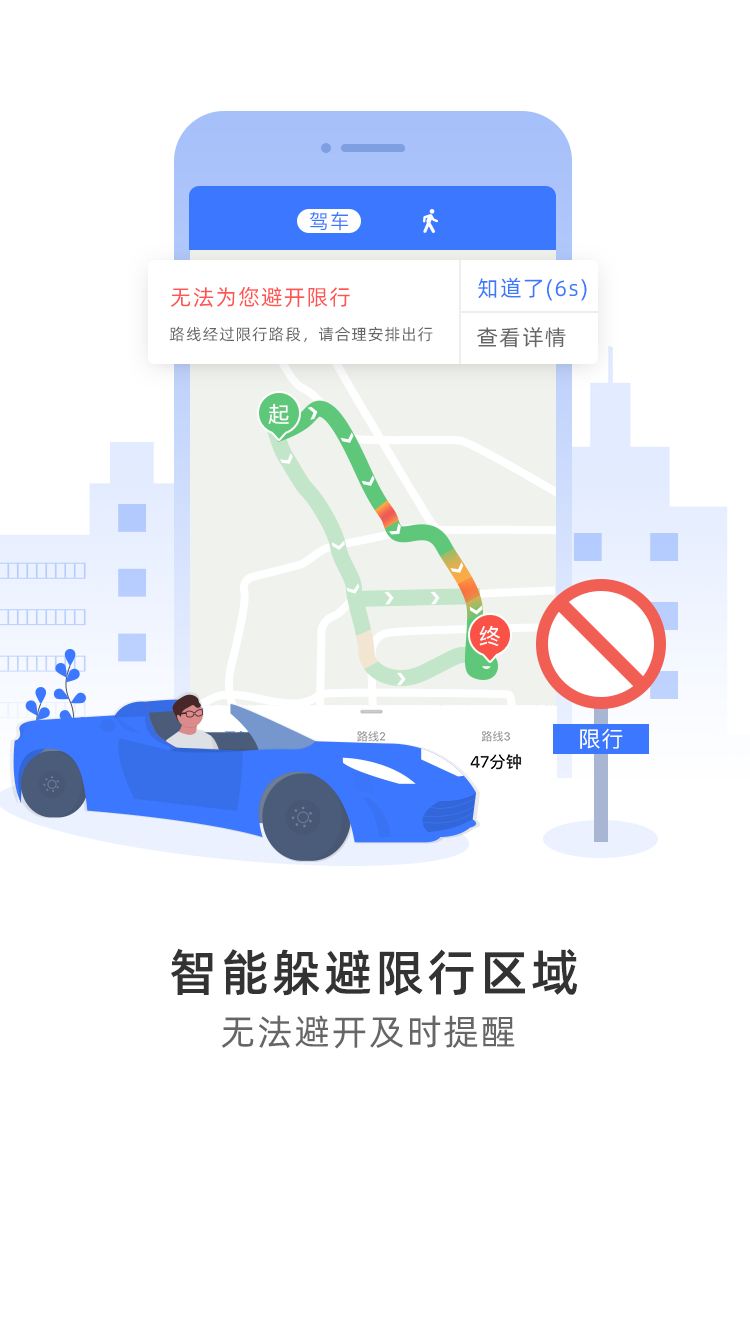 驾车
无法为您避开限行
路线经过限行路段，请合理安排出行
知道了(6s)
查看详情
起
终
路线2
路线3
47分钟
限行
智能躲避限行区域
无法避开及时提醒